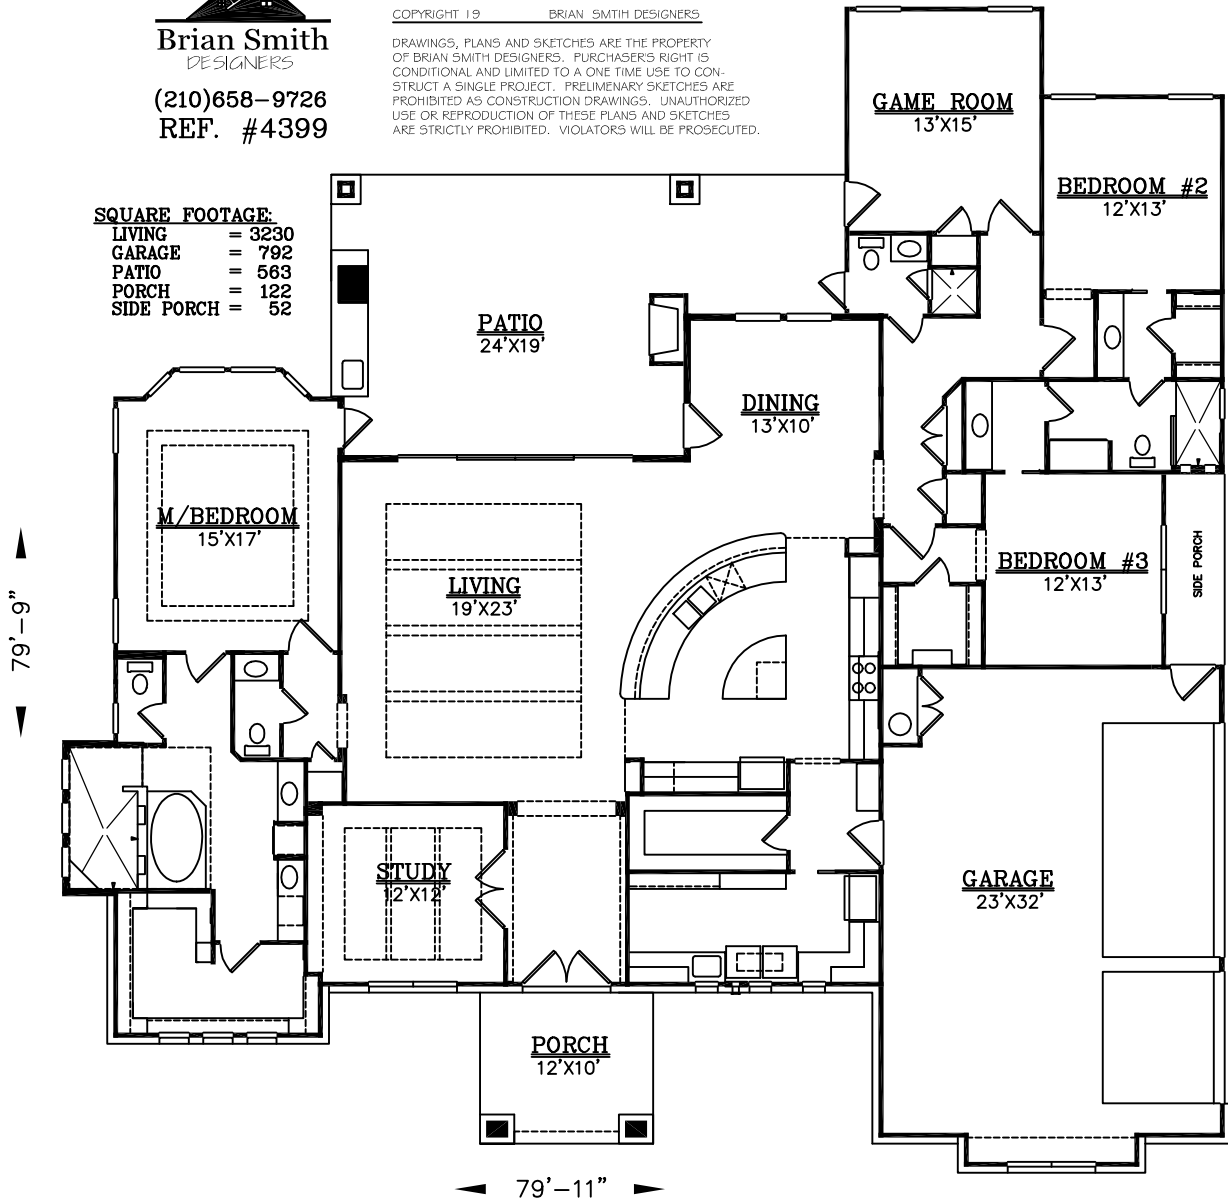 Brian Smith
DESIGNERS
(210)658-9726
REF. #4399
COPYRIGHT 19 BRIAN SMTIH DESIGNERS
DRAWINGS, PLANS AND SKETCHES ARE THE PROPERTY
OF BRIAN SMITH DESIGNERS. PURCHASER'S RIGHT IS
CONDITIONAL AND LIMITED TO A ONE TIME USE TO CON-
STRUCT A SINGLE PROJECT. PRELIMENARY SKETCHES ARE
PROHIBITED AS CONSTRUCTION DRAWINGS. UNAUTHORIZED
USE OR REPRODUCTION OF THESE PLANS AND SKETCHES
ARE STRICTLY PROHIBITED. VIOLATORS WILL BE PROSECUTED.
SQUARE FOOTAGE:
LIVING = 3230
GARAGE = 792
PATIO = 563
PORCH = 122
SIDE PORCH = 52
GAME ROOM
13'X15'
BEDROOM #2
12'X13'
PATIO
24'X19'
DINING
13'X10'
M/BEDROOM
15'X17'
LIVING
19'X23'
BEDROOM #3
12'X13'
SIDE PORCH
79'-9"
STUDY
12'X12'
GARAGE
23'X32'
PORCH
12'X10'
79'-11"